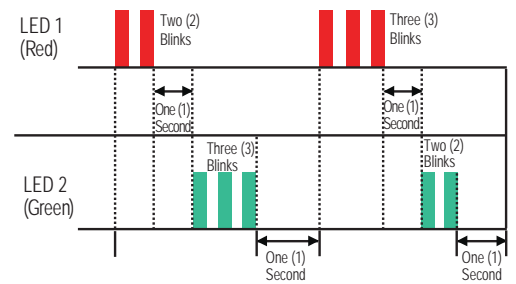 LED 1
(Red)
Two (2)
Blinks
Three (3)
Blinks
One (1)
Second
One (1)
Second
LED 2
(Green)
Three (3)
Blinks
Two (2)
Blinks
One (1)
Second
One (1)
Second